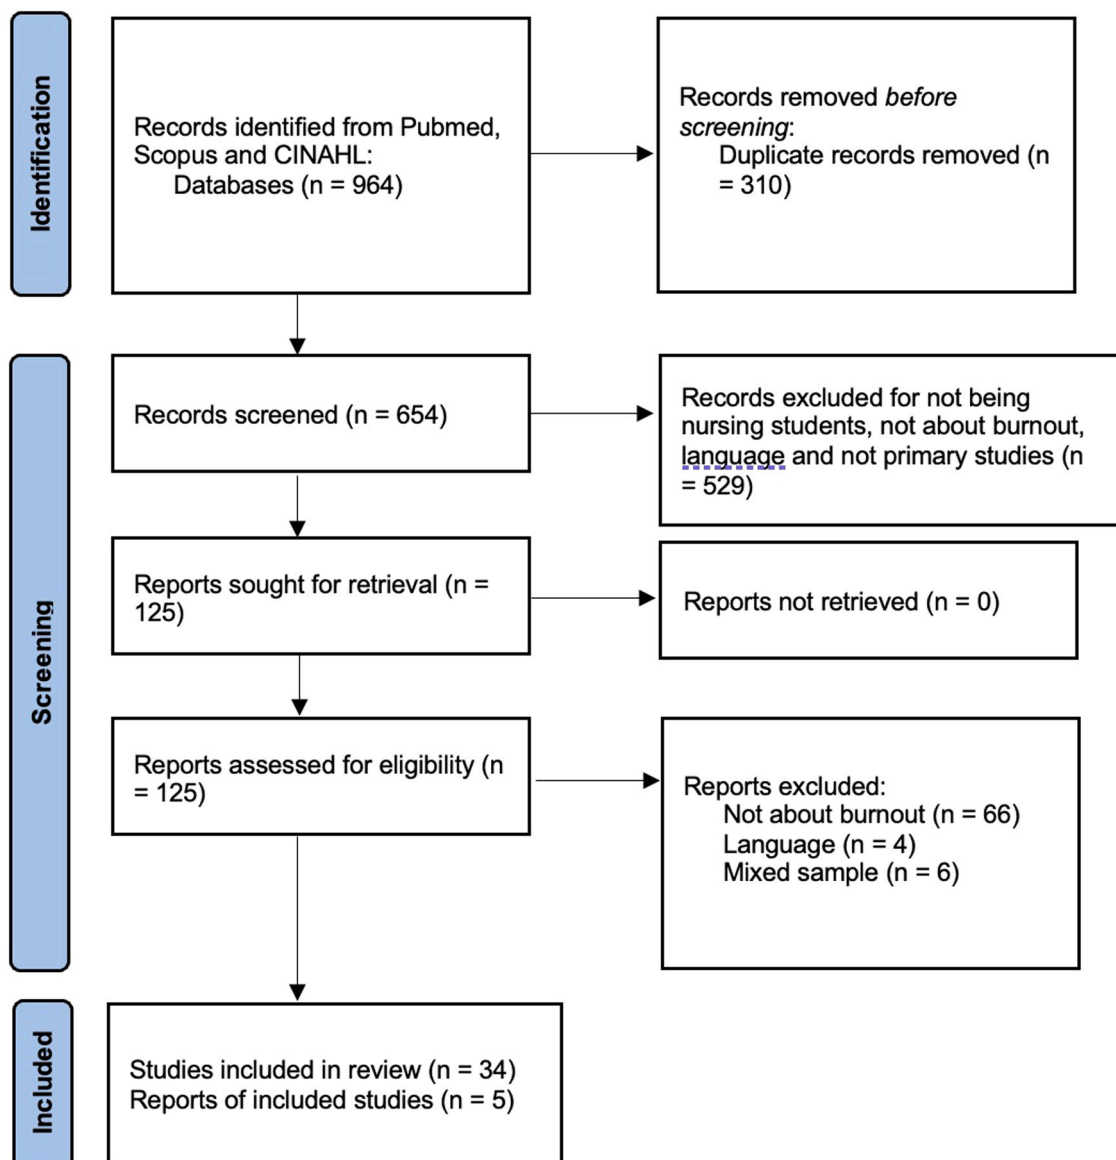 Identification
Records identified from Pubmed,
Scopus and CINAHL:
Databases (n = 964)
Records removed before
screening:
Duplicate records removed (n
= 310)
Screening
Records screened (n = 654)
Records excluded for not being
nursing students, not about burnout,
language and not primary studies (n
= 529)
Reports sought for retrieval (n =
125)
Reports not retrieved (n = 0)
Reports assessed for eligibility (n
= 125)
Reports excluded:
Not about burnout (n = 66)
Language (n = 4)
Mixed sample (n = 6)
Included
Studies included in review (n = 34)
Reports of included studies (n = 5)